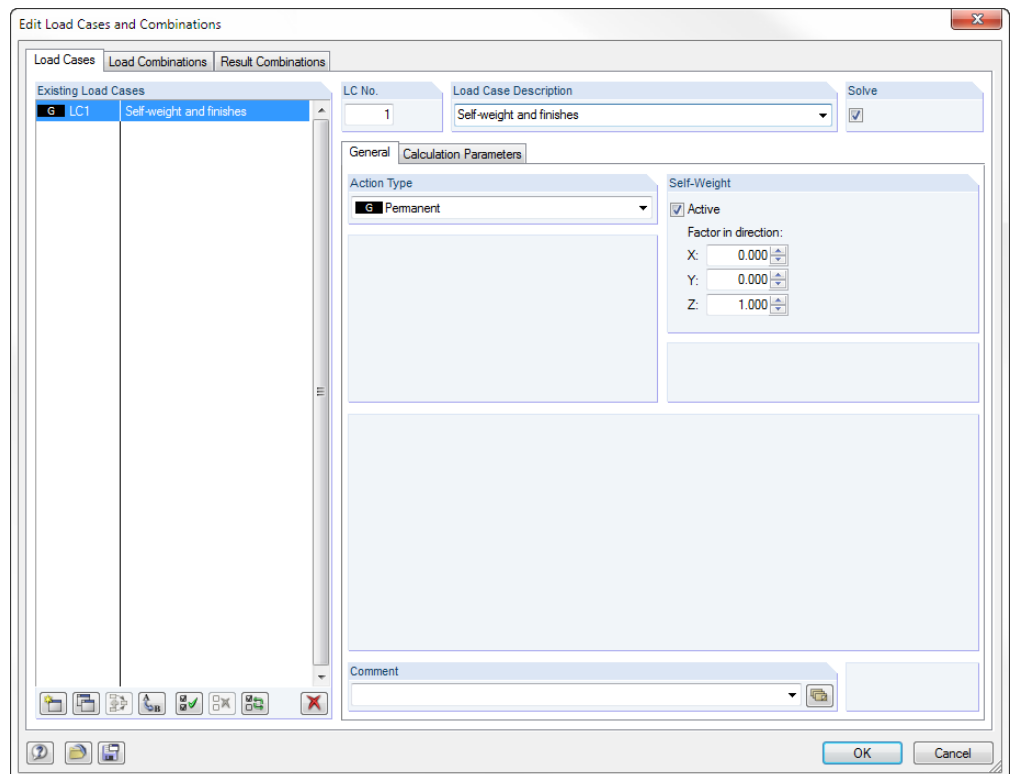 Edit Load Cases and Combinations
Load Cases Load Combinations Result Combinations
Existing Load Cases
G LC1 Self-weight and finishes
LC No.
1
Load Case Description
Self-weight and finishes
Solve
General Calculation Parameters
Action Type
G Permanent
Self-Weight
Active
Factor in direction:
X: 0.000
Y: 0.000
Z: 1.000
Comment
OK Cancel